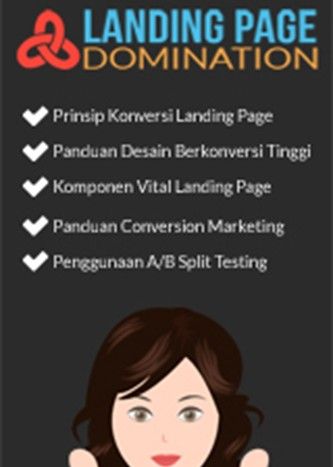 LANDING PAGE
DOMINATION
Prinsip Konversi Landing Page
Panduan Desain Berkonversi Tinggi
Komponen Vital Landing Page
Panduan Conversion Marketing
Penggunaan A/B Split Testing